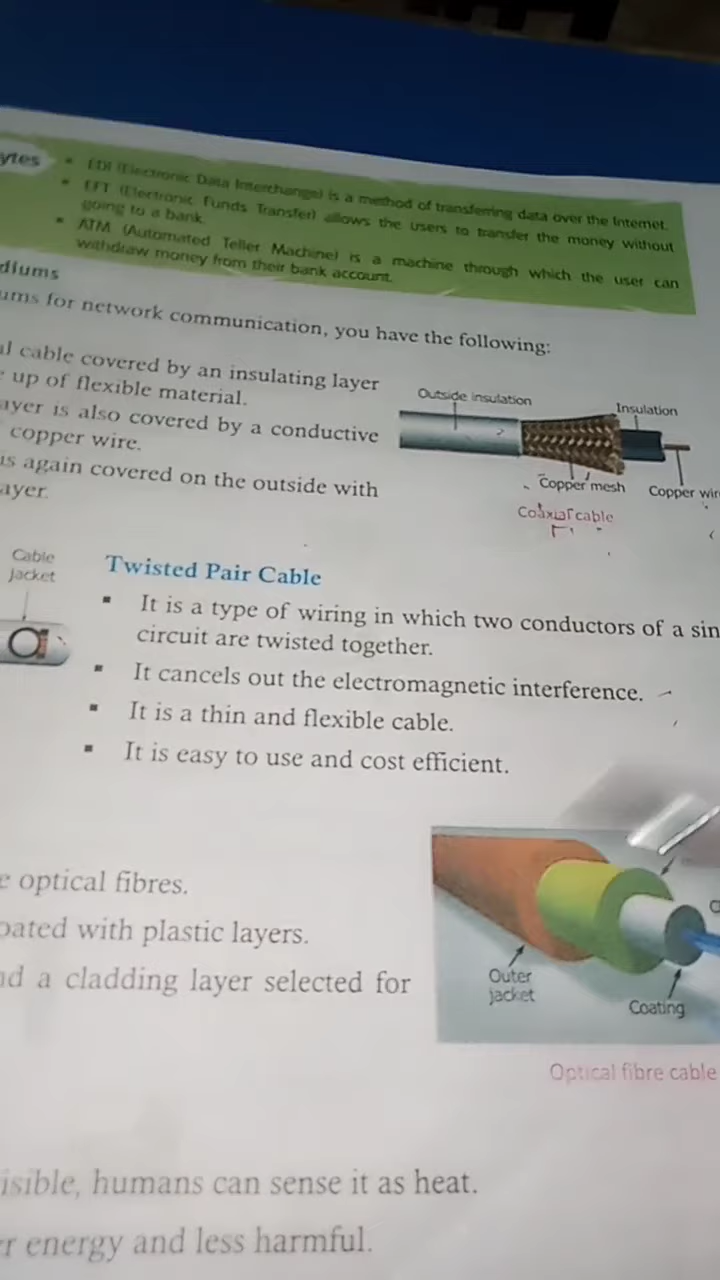 ytes
▪ EDI (Electronic Data Interchange) is a method of transferring data over the Internet.
▪ EFT (Electronic Funds Transfer) allows the users to transfer the money without
going to a bank.
▪ ATM (Automated Teller Machine) is a machine through which the user can
withdraw money from their bank account.
diums
ums for network communication, you have the following:
al cable covered by an insulating layer
e up of flexible material.
ayer is also covered by a conductive
copper wire.
is again covered on the outside with
ayer.
Outside insulation
Insulation
Copper mesh
Copper wir
Coaxial cable
Cable
jacket
Twisted Pair Cable
▪ It is a type of wiring in which two conductors of a sin
circuit are twisted together.
▪ It cancels out the electromagnetic interference.
▪ It is a thin and flexible cable.
▪ It is easy to use and cost efficient.
e optical fibres.
oated with plastic layers.
nd a cladding layer selected for
Outer
jacket
Coating
Optical fibre cable
isible, humans can sense it as heat.
er energy and less harmful.